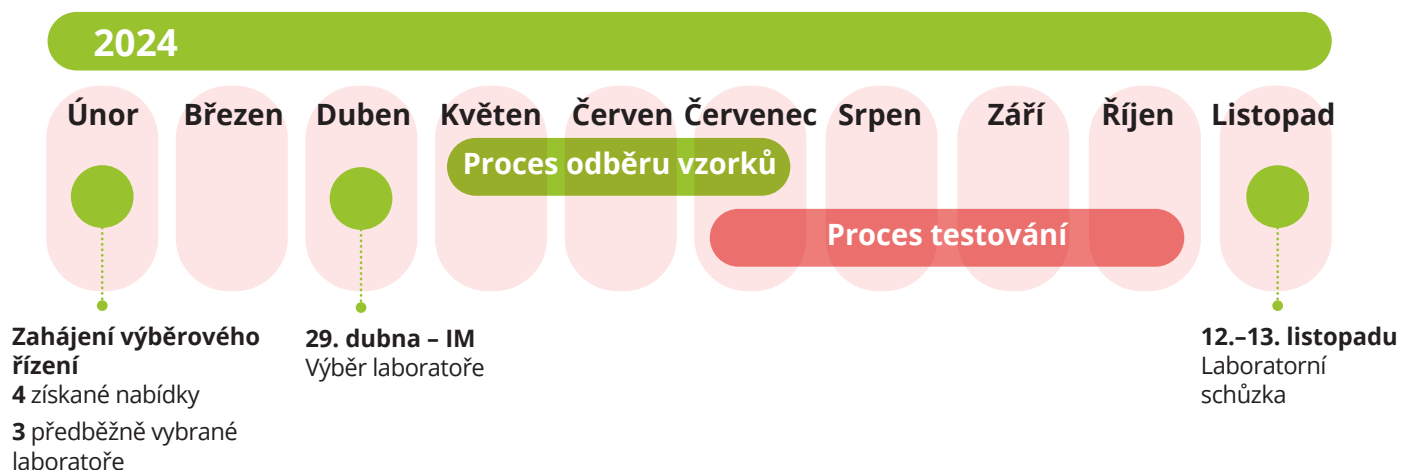 2024
Únor
Březen
Duben
Květen
Červen
Červenec
Srpen
Září
Říjen
Listopad
Proces odběru vzorků
Proces testování
Zahájení výběrového
řízení
4 získané nabídky
3 předběžně vybrané
laboratoře
29. dubna – IM
Výběr laboratoře
12.–13. listopadu
Laboratorní
schůzka